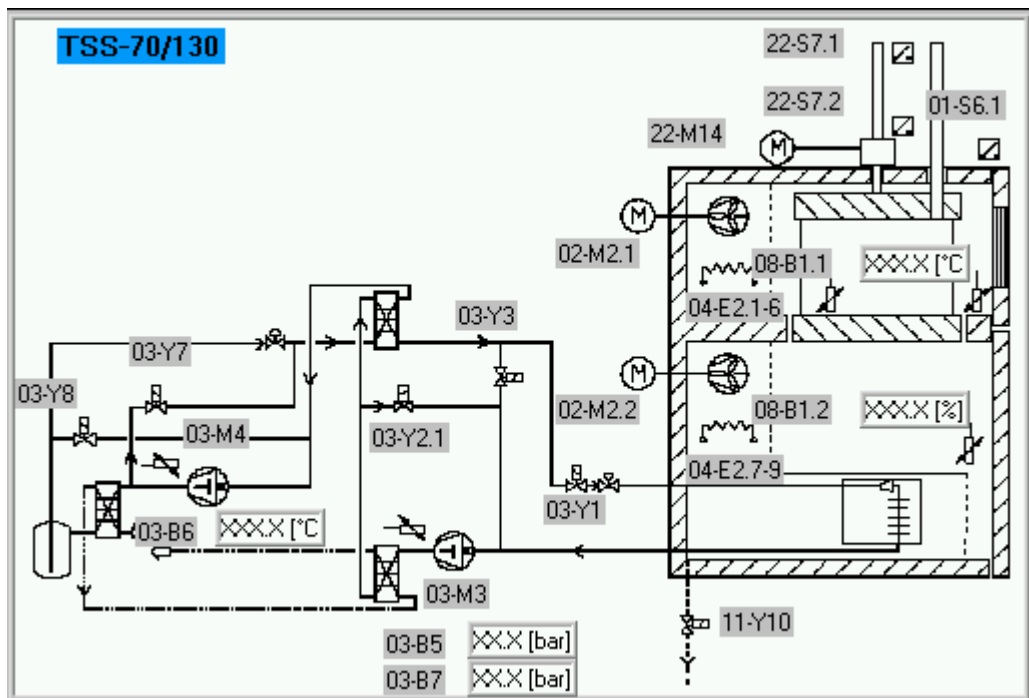 TSS-70/130
22-S7.1
22-S7.2
01-S6.1
22-M14
M
M
02-M2.1
08-B1.1
XXX.X [°C
04-E2.1-6
03-Y3
03-Y7
03-Y8
M
02-M2.2
08-B1.2
XXX.X [%]
03-M4
03-Y2.1
04-E2.7-9
03-Y1
03-B6
XXX.X [°C
03-M3
11-Y10
03-B5
XX.X [bar]
03-B7
XX.X [bar]